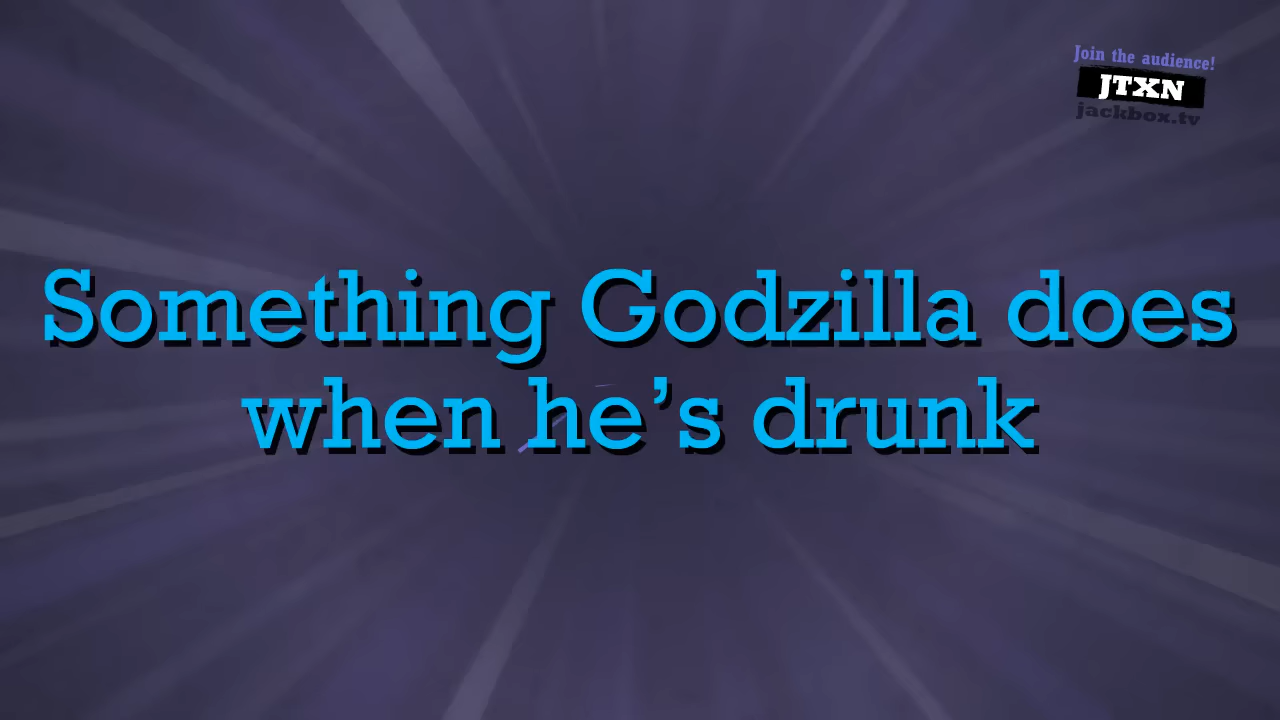 Join the audience!
JTXN
jackbox.tv
Something Godzilla does
when he’s drunk